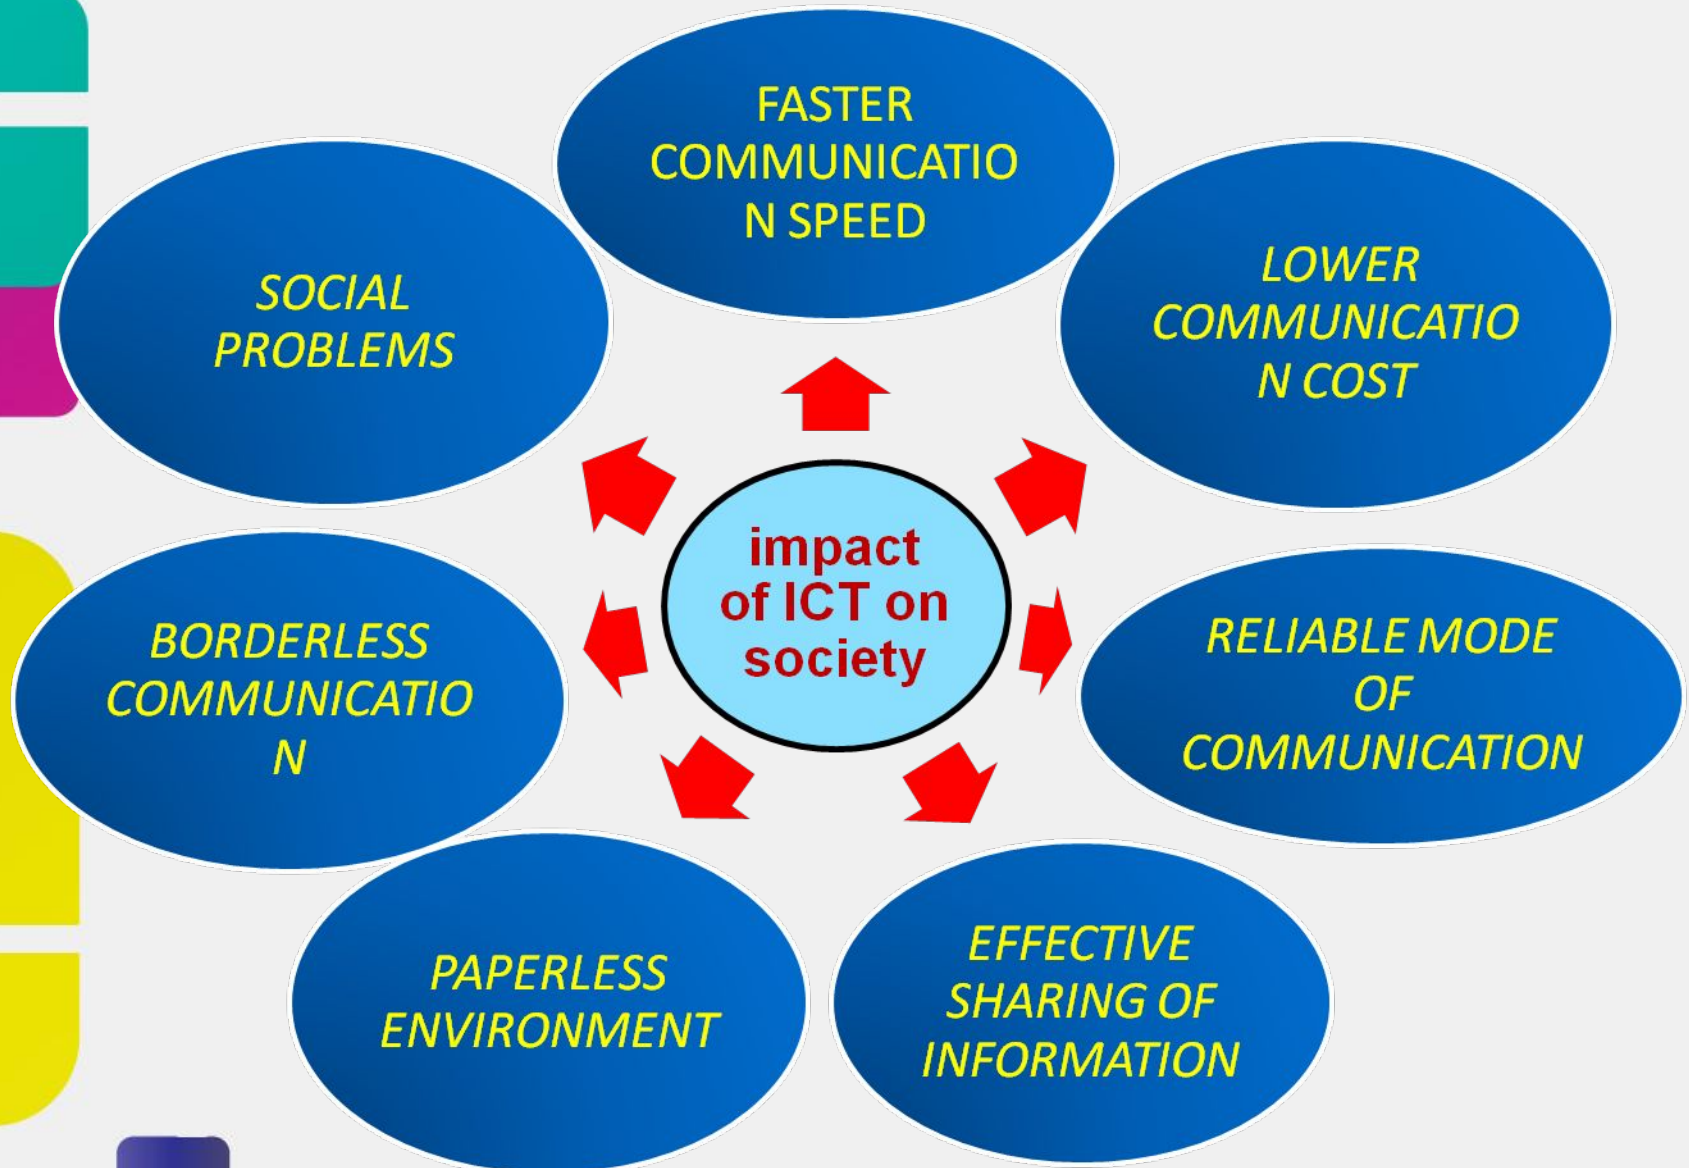 FASTER
COMMUNICATIO
N SPEED
LOWER
COMMUNICATIO
N COST
RELIABLE MODE
OF
COMMUNICATION
EFFECTIVE
SHARING OF
INFORMATION
PAPERLESS
ENVIRONMENT
BORDERLESS
COMMUNICATIO
N
SOCIAL
PROBLEMS
impact
of ICT on
society